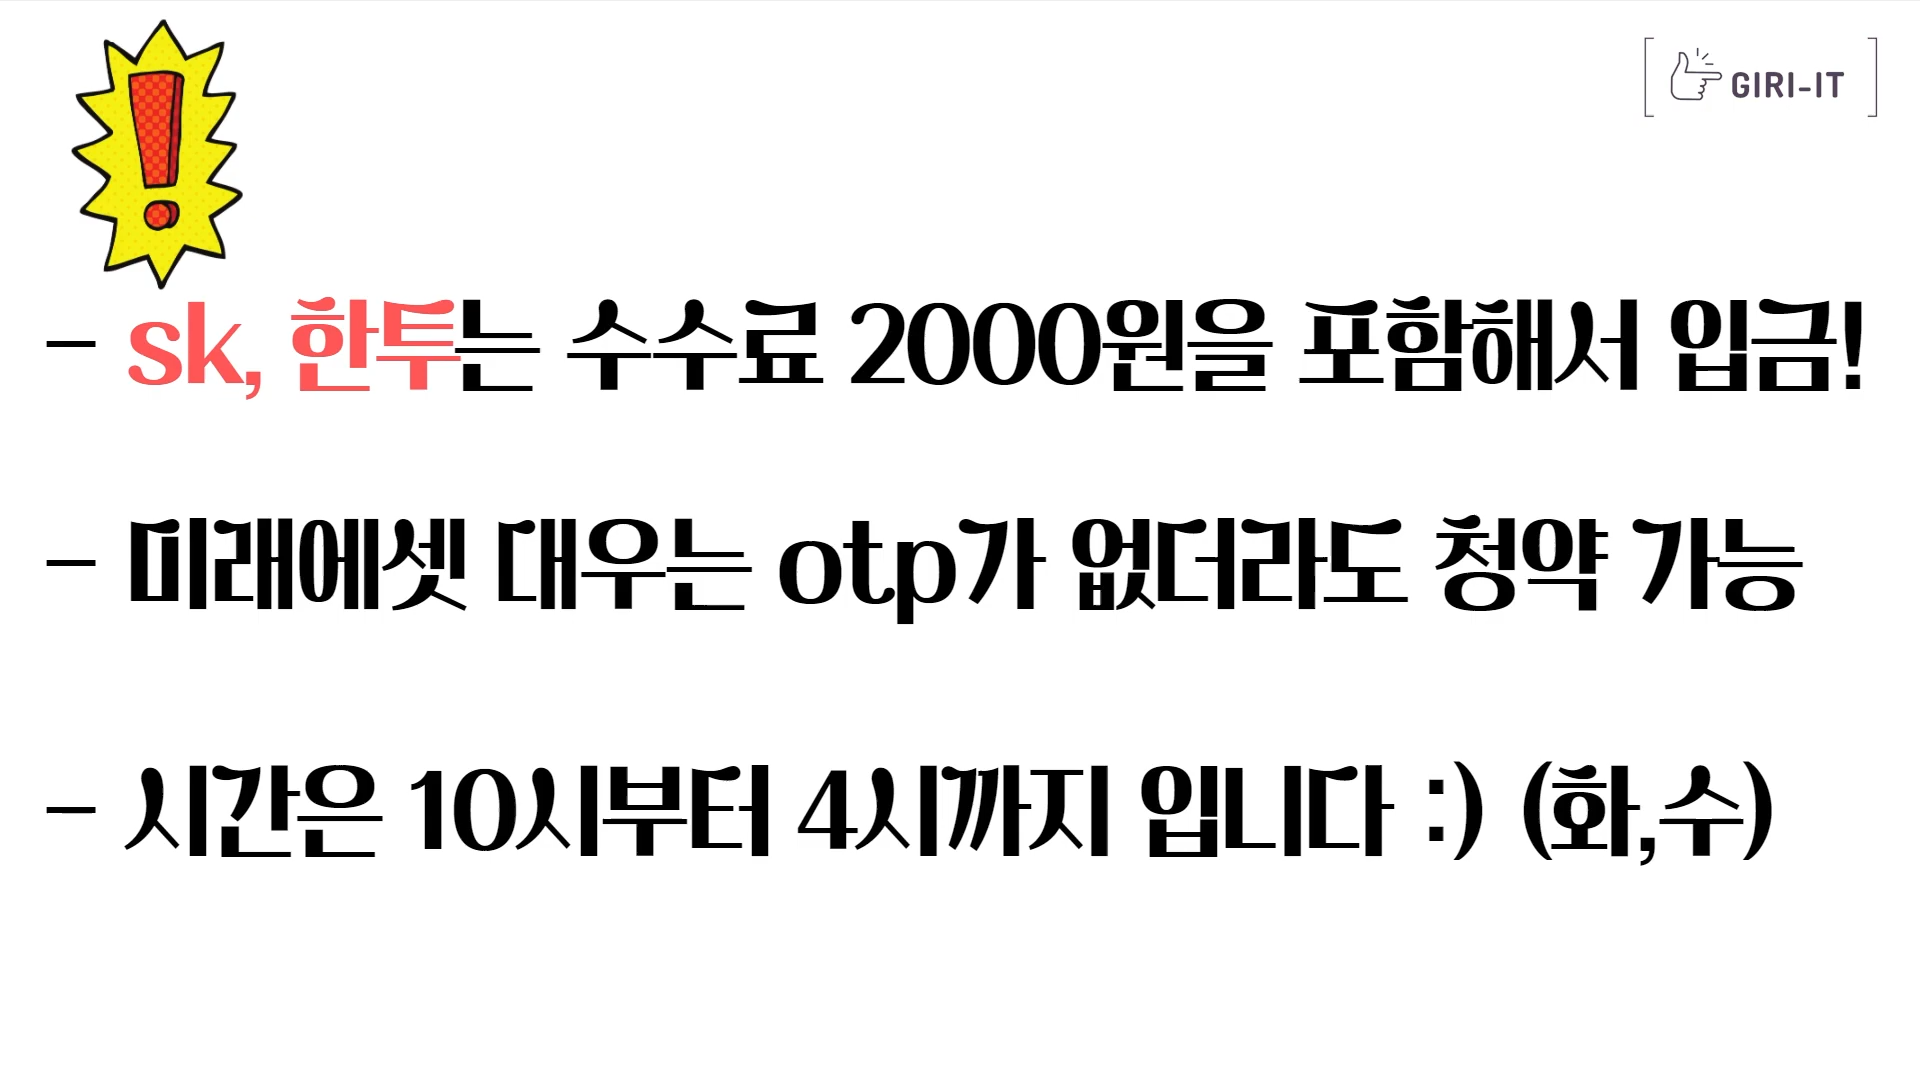 GIRI-IT
- sk, 한투는 수수료 2000원을 포함해서 입금!
- 미래에셋 대우는 otp가 없더라도 청약 가능
- 시간은 10시부터 4시까지 입니다 :) (화,수)